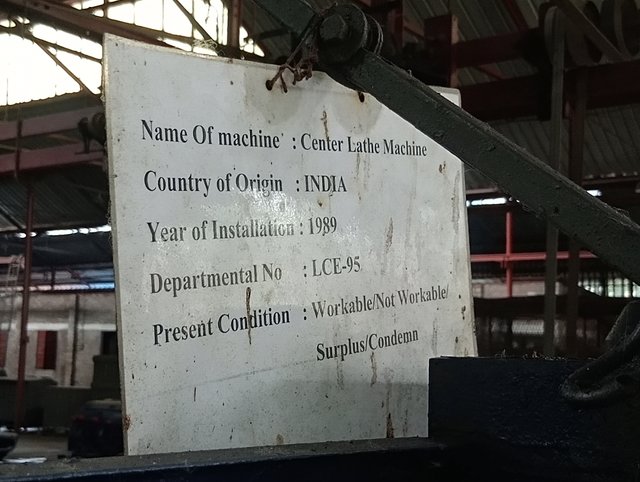 Name Of machine : Center Lathe Machine
Country of Origin : INDIA
Year of Installation : 1989
Departmental No : LCE-95
Present Condition : Workable/Not Workable/
Surplus/Condemn